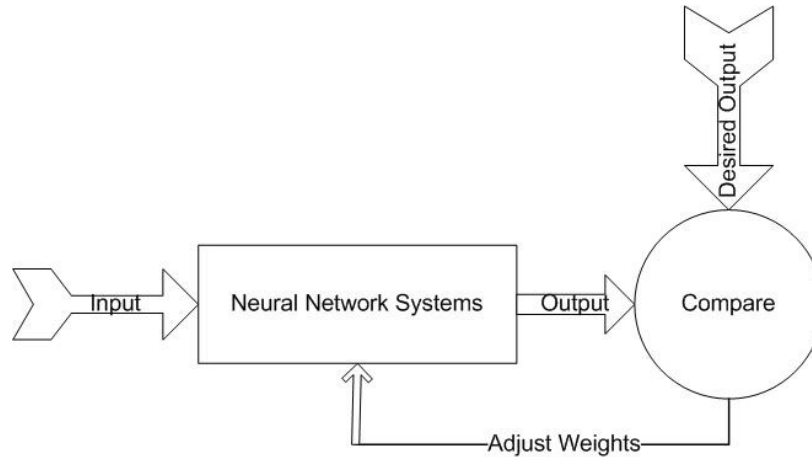 Desired Output
Input
Neural Network Systems
Output
Compare
Adjust Weights